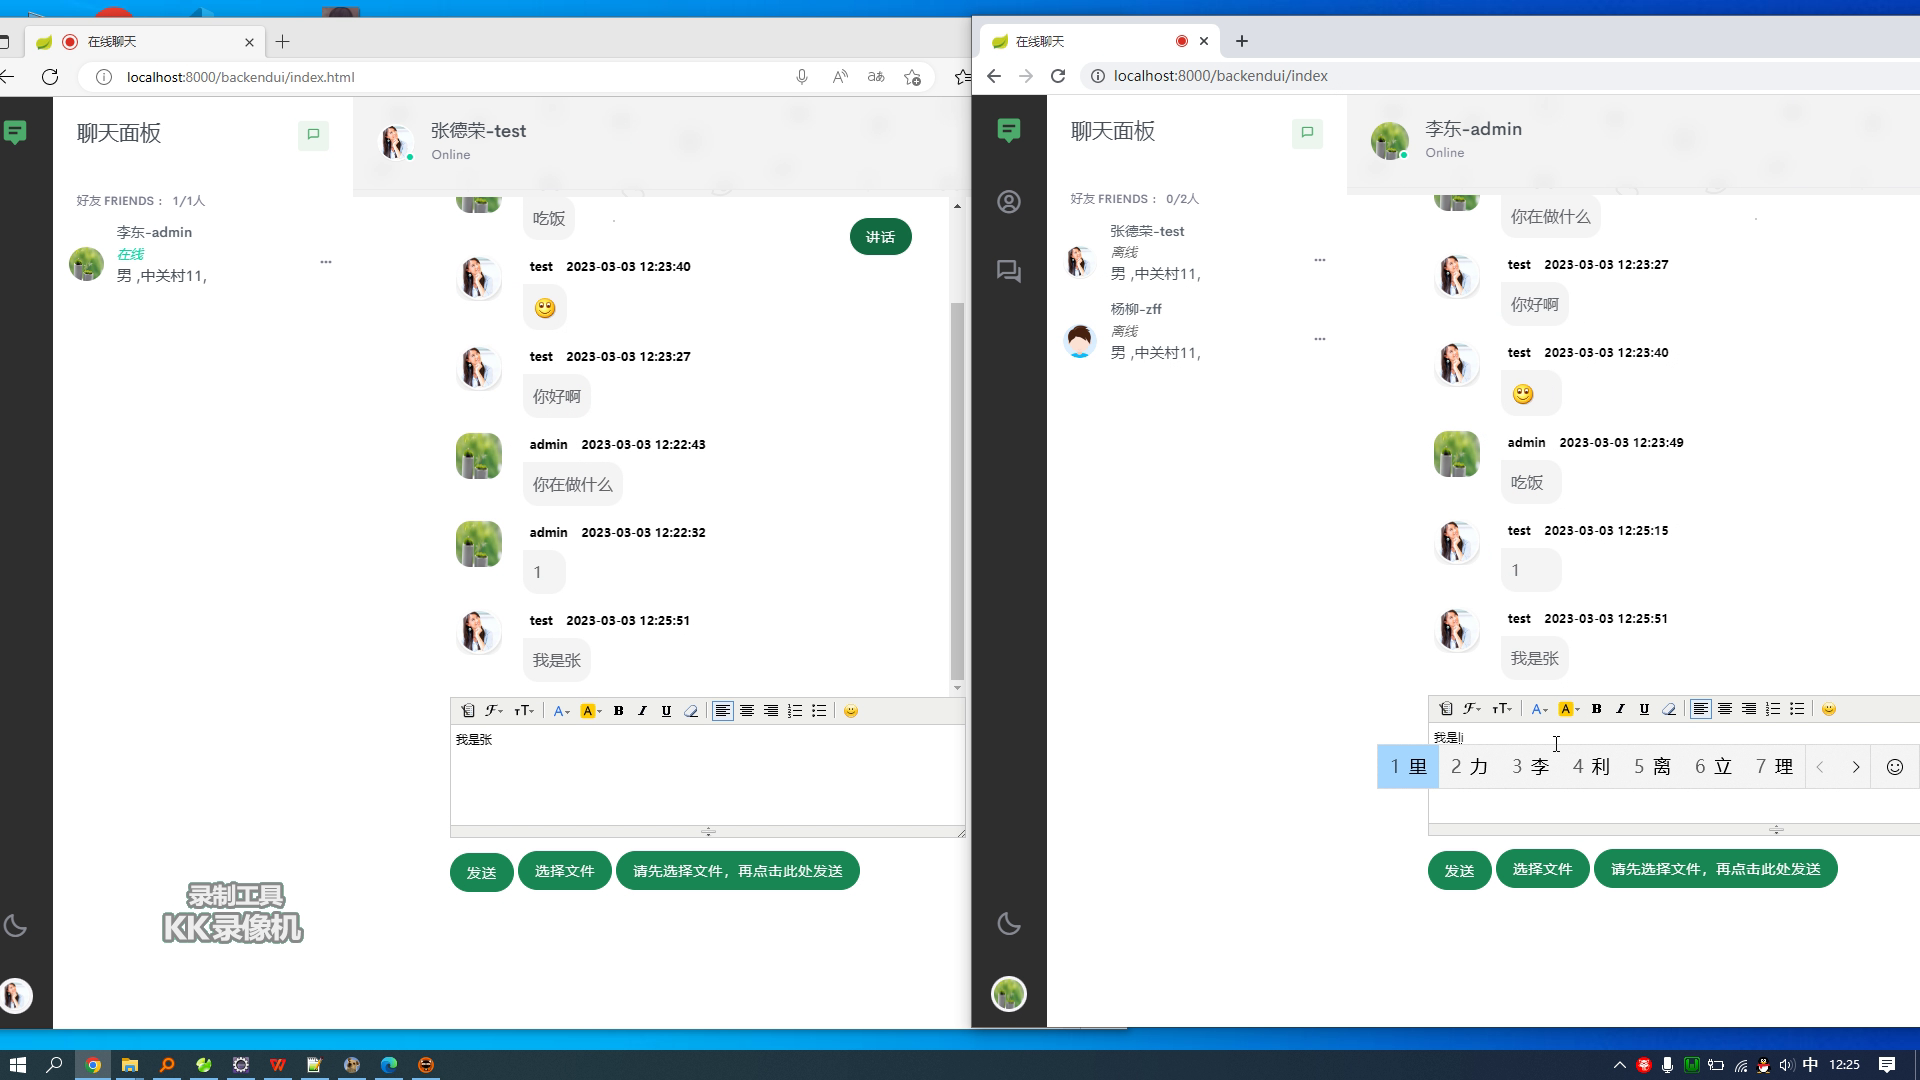 在线聊天
localhost:8000/backendui/index.html
聊天面板
好友 FRIENDS： 1/1人
李东-admin
在线
男 ,中关村11,
张德荣-test
Online
吃饭
讲话
test 2023-03-03 12:23:40
test 2023-03-03 12:23:27
你好啊
admin 2023-03-03 12:22:43
你在做什么
admin 2023-03-03 12:22:32
1
test 2023-03-03 12:25:51
我是张
我是张
发送 选择文件 请先选择文件，再点击此处发送
录制工具
KK录像机
在线聊天
localhost:8000/backendui/index
聊天面板
好友 FRIENDS： 0/2人
张德荣-test
离线
男 ,中关村11,
杨柳-zff
离线
男 ,中关村11,
李东-admin
Online
你在做什么
test 2023-03-03 12:23:27
你好啊
test 2023-03-03 12:23:40
admin 2023-03-03 12:23:49
吃饭
test 2023-03-03 12:25:15
1
test 2023-03-03 12:25:51
我是张
我是li
1 里 2 力 3 李 4 利 5 离 6 立 7 理
发送 选择文件 请先选择文件，再点击此处发送
中 12:25